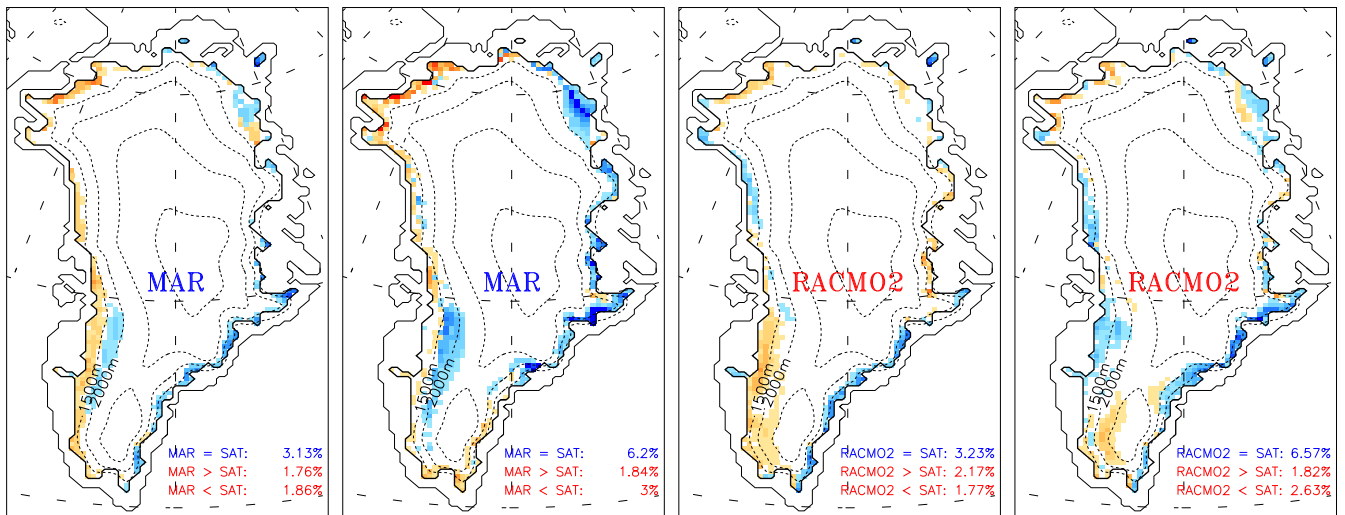 MAR
1500m
2000m
MAR = SAT: 3.13%
MAR > SAT: 1.76%
MAR < SAT: 1.86%
MAR
1500m
2000m
MAR = SAT: 6.2%
MAR > SAT: 1.84%
MAR < SAT: 3%
RACMO2
1500m
2000m
RACMO2 = SAT: 3.23%
RACMO2 > SAT: 2.17%
RACMO2 < SAT: 1.77%
RACMO2
1500m
2000m
RACMO2 = SAT: 6.57%
RACMO2 > SAT: 1.82%
RACMO2 < SAT: 2.63%